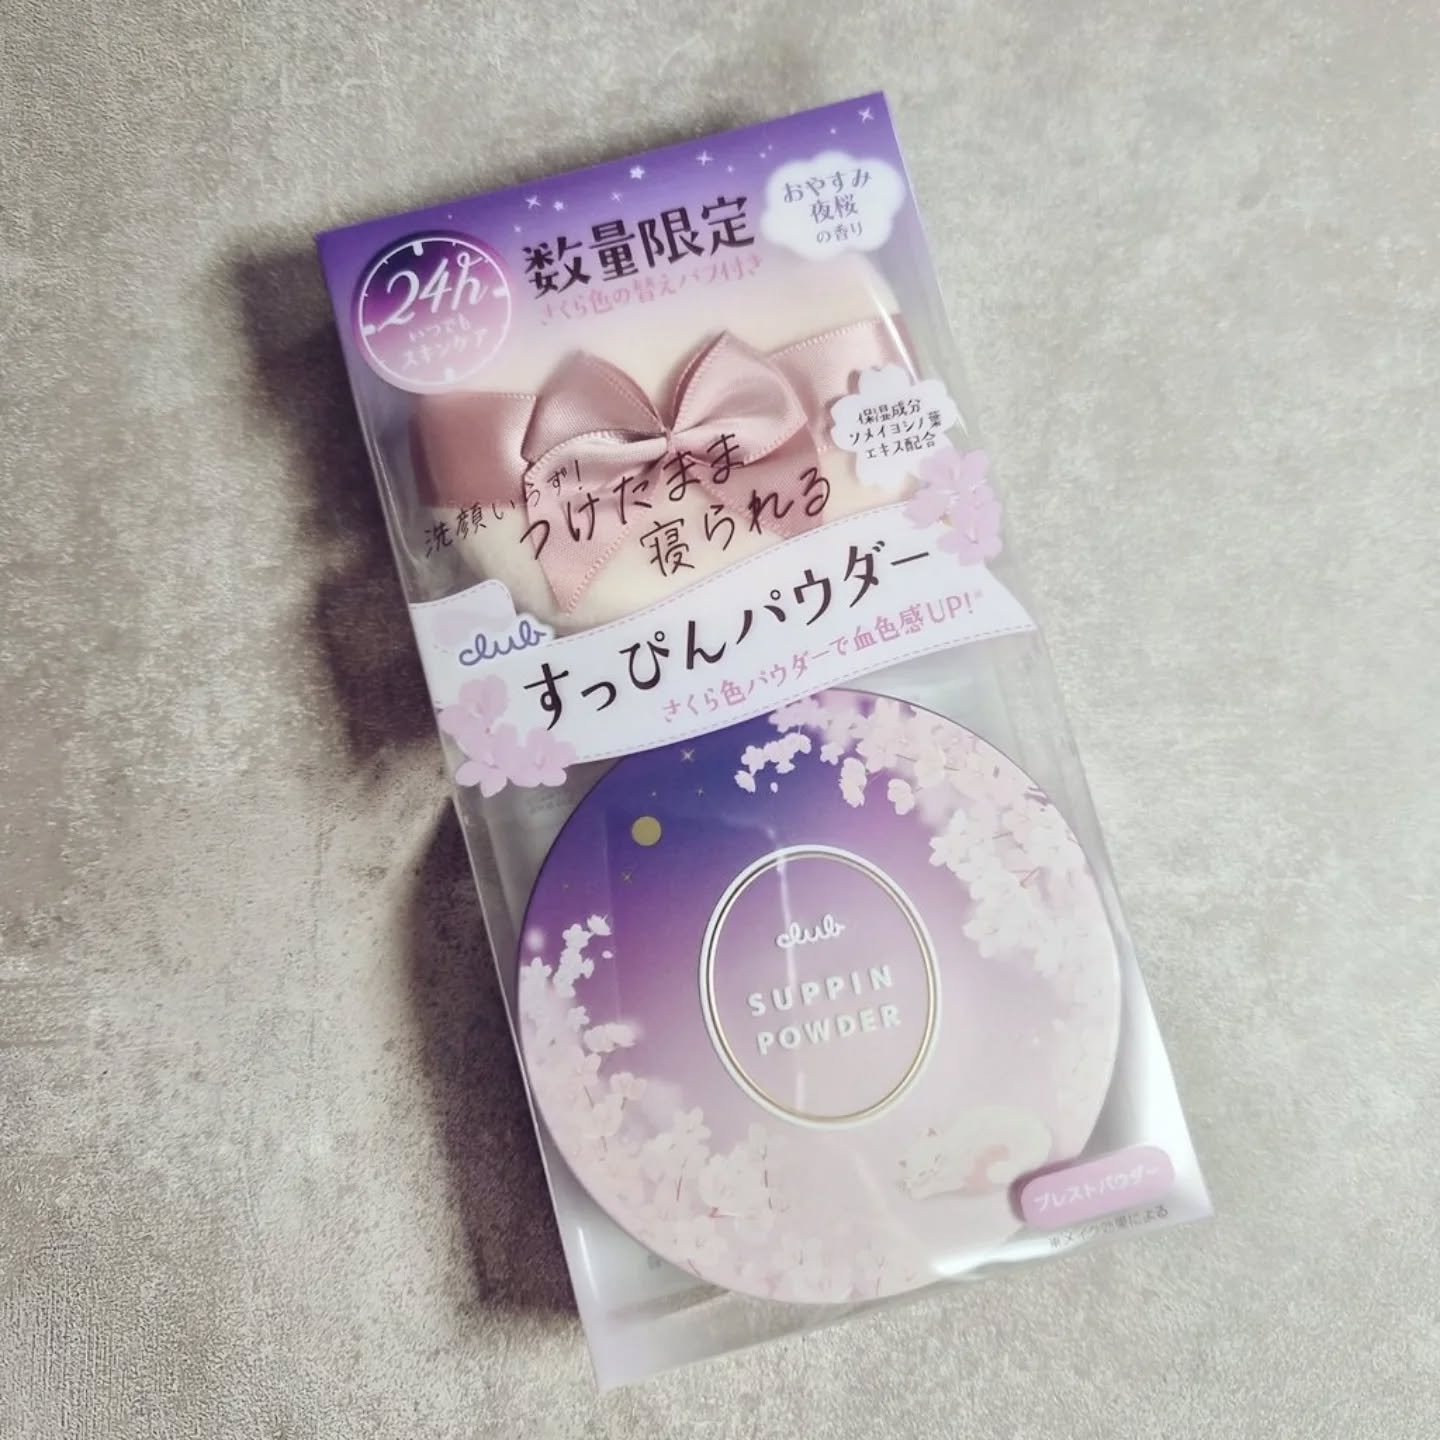 24h
いつでも
スキンケア
数量限定
さくら色の替えパフ付き
おやすみ
夜桜
の香り
保湿成分
ソメイヨシノ葉
エキス配合
洗顔いらず!
つけたまま
寝られる
club
すっぴんパウダー
さくら色パウダーで血色感UP!※
club
SUPPIN
POWDER
プレストパウダー
※メイク効果による